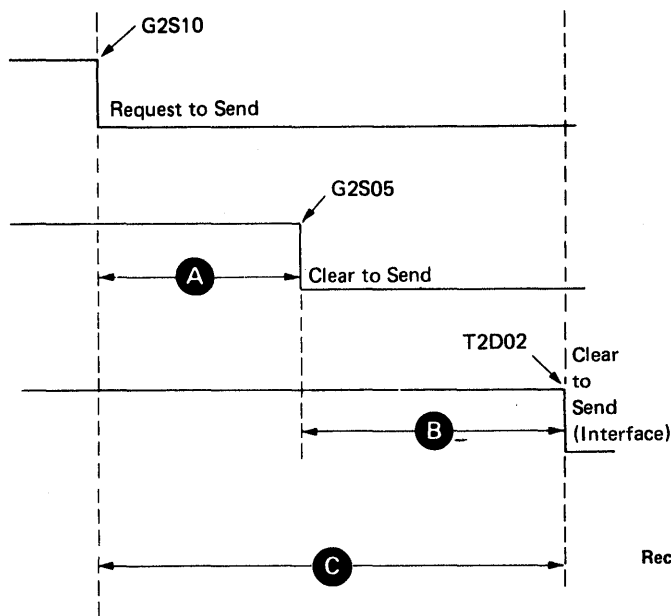 G2S10
Request to Send
G2S05
A
Clear to Send
T2D02
Clear
to
Send
(Interface)
B
C
Rec